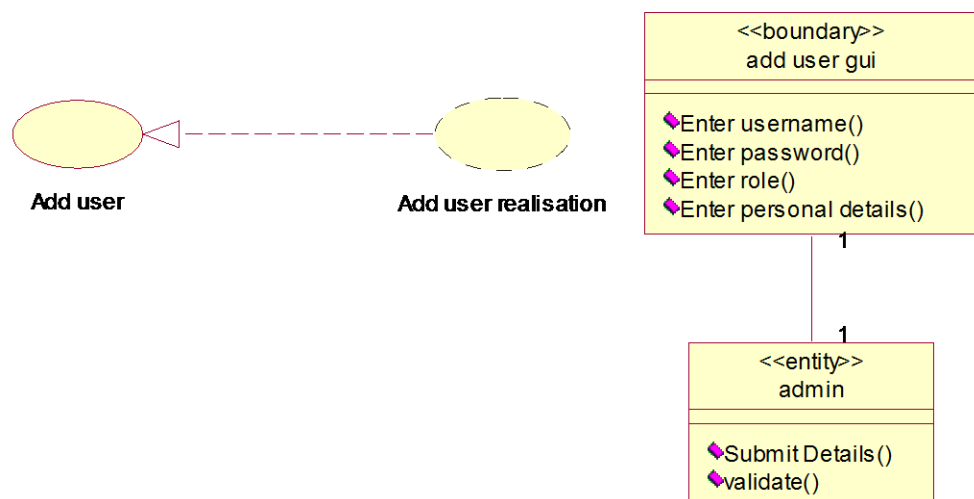 <<boundary>>
add user gui
Enter username()
Enter password()
Enter role()
Enter personal details()
Add user
Add user realisation
1
1
<<entity>>
admin
Submit Details()
validate()